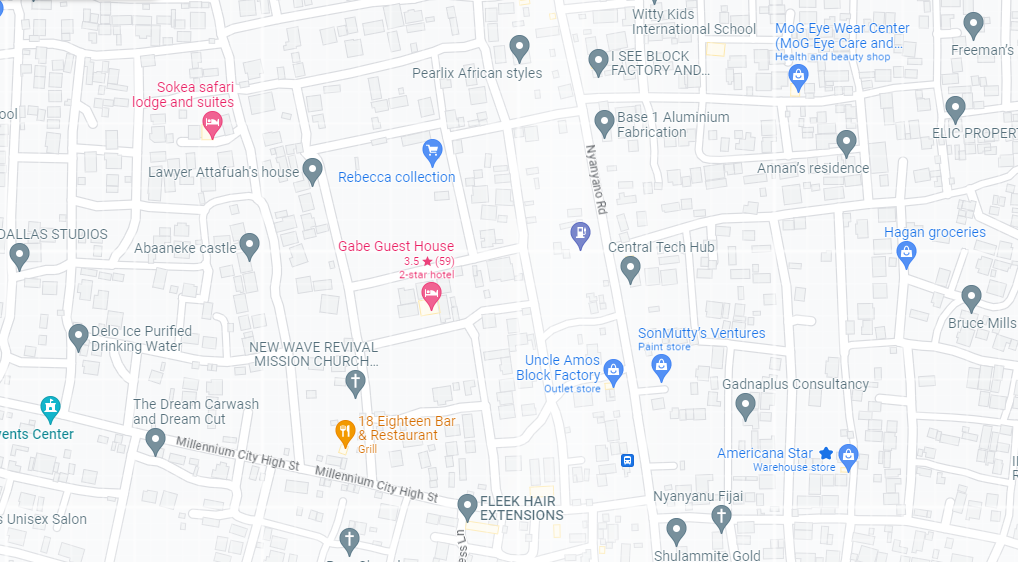 Witty Kids
International School
MoG Eye Wear Center
(MoG Eye Care and...
Health and beauty shop
Freeman's
Pearlix African styles
I SEE BLOCK
FACTORY AND...
Sokea safari
lodge and suites
ool
Base 1 Aluminium
Fabrication
ELIC PROPERT
Lawyer Attafuah's house
Rebecca collection
Annan's residence
Nyanyano Rd
DALLAS STUDIOS
Abaaneke castle
Gabe Guest House
3.5 ★ (59)
2-star hotel
Central Tech Hub
Hagan groceries
Delo Ice Purified
Drinking Water
NEW WAVE REVIVAL
MISSION CHURCH...
SonMutty's Ventures
Paint store
Bruce Mills
Uncle Amos
Block Factory
Outlet store
Gadnaplus Consultancy
The Dream Carwash
and Dream Cut
18 Eighteen Bar
& Restaurant
Grill
vents Center
Millennium City High St
Millennium City High St
Americana Star
Warehouse store
FLEEK HAIR
EXTENSIONS
Nyanyanu Fijai
s Unisex Salon
ess Ln
Shulammite Gold